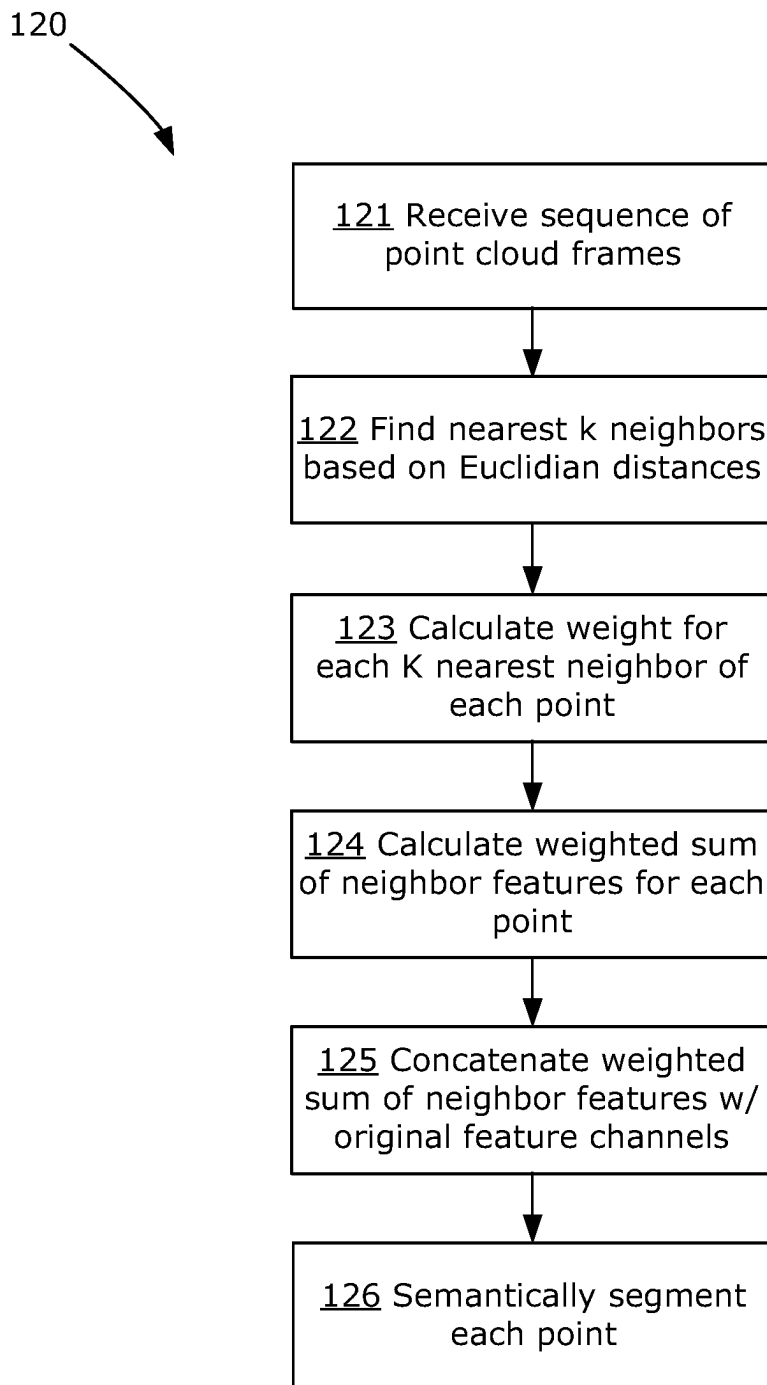 120
121 Receive sequence of
point cloud frames
122 Find nearest k neighbors
based on Euclidian distances
123 Calculate weight for
each K nearest neighbor of
each point
124 Calculate weighted sum
of neighbor features for each
point
125 Concatenate weighted
sum of neighbor features w/
original feature channels
126 Semantically segment
each point